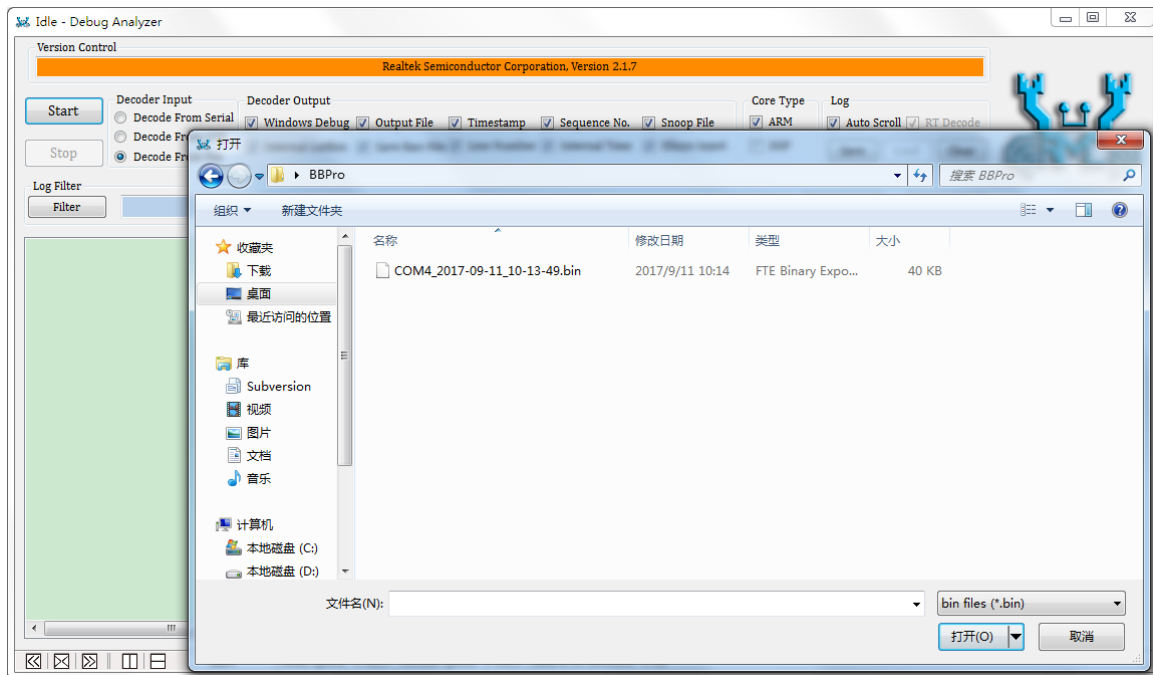 Idle - Debug Analyzer
Version Control
Realtek Semiconductor Corporation, Version 2.1.7
Start
Decoder Input
Decoder Output
Core Type
Log
Decode From Serial
Windows Debug
Output File
Timestamp
Sequence No.
Snoop File
ARM
Auto Scroll
RT Decode
Stop
Decode Fr
Decode Fr
打开
Log Filter
Filter
BBPro
搜索 BBPro
组织
新建文件夹
收藏夹
下载
桌面
最近访问的位置
库
Subversion
视频
图片
文档
音乐
计算机
本地磁盘 (C:)
本地磁盘 (D:)
名称
修改日期
类型
大小
COM4_2017-09-11_10-13-49.bin
2017/9/11 10:14
FTE Binary Expo...
40 KB
文件名(N):
bin files (*.bin)
打开(O)
取消